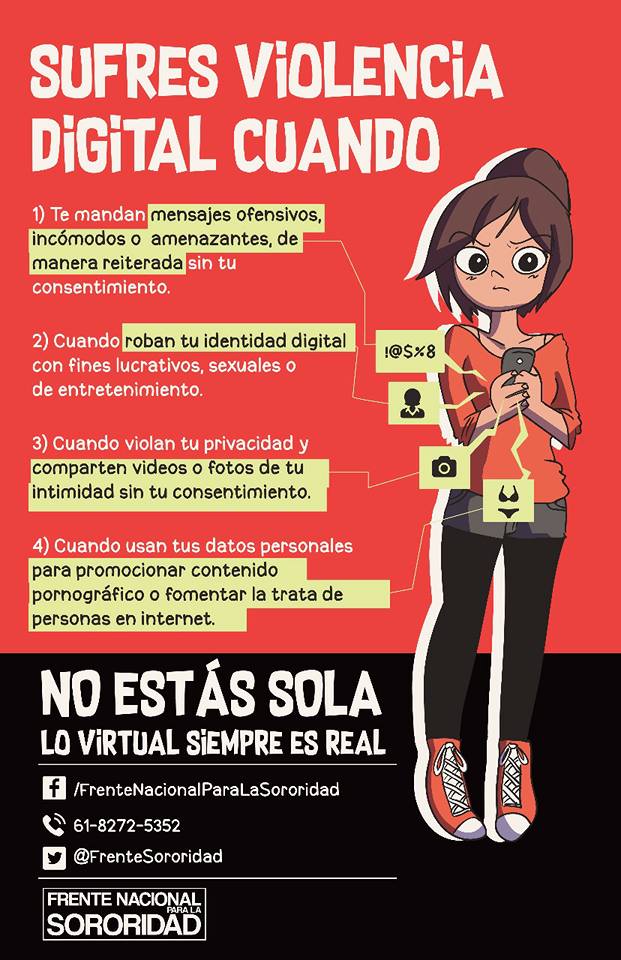 SUFRES VIOLENCIA
DIGITAL CUANDO
1) Te mandan mensajes ofensivos,
incómodos o amenazantes, de
manera reiterada sin tu
consentimiento.
!@$%8
2) Cuando roban tu identidad digital
con fines lucrativos, sexuales o
de entretenimiento.
3) Cuando violan tu privacidad y
comparten videos o fotos de tu
intimidad sin tu consentimiento.
4) Cuando usan tus datos personales
para promocionar contenido
pornográfico o fomentar la trata de
personas en internet.
NO ESTÁS SOLA
LO VIRTUAL SIEMPRE ES REAL
/FrenteNacionalParaLaSororidad
61-8272-5352
@FrenteSororidad
FRENTE NACIONAL
PARA LA
SORORIDAD